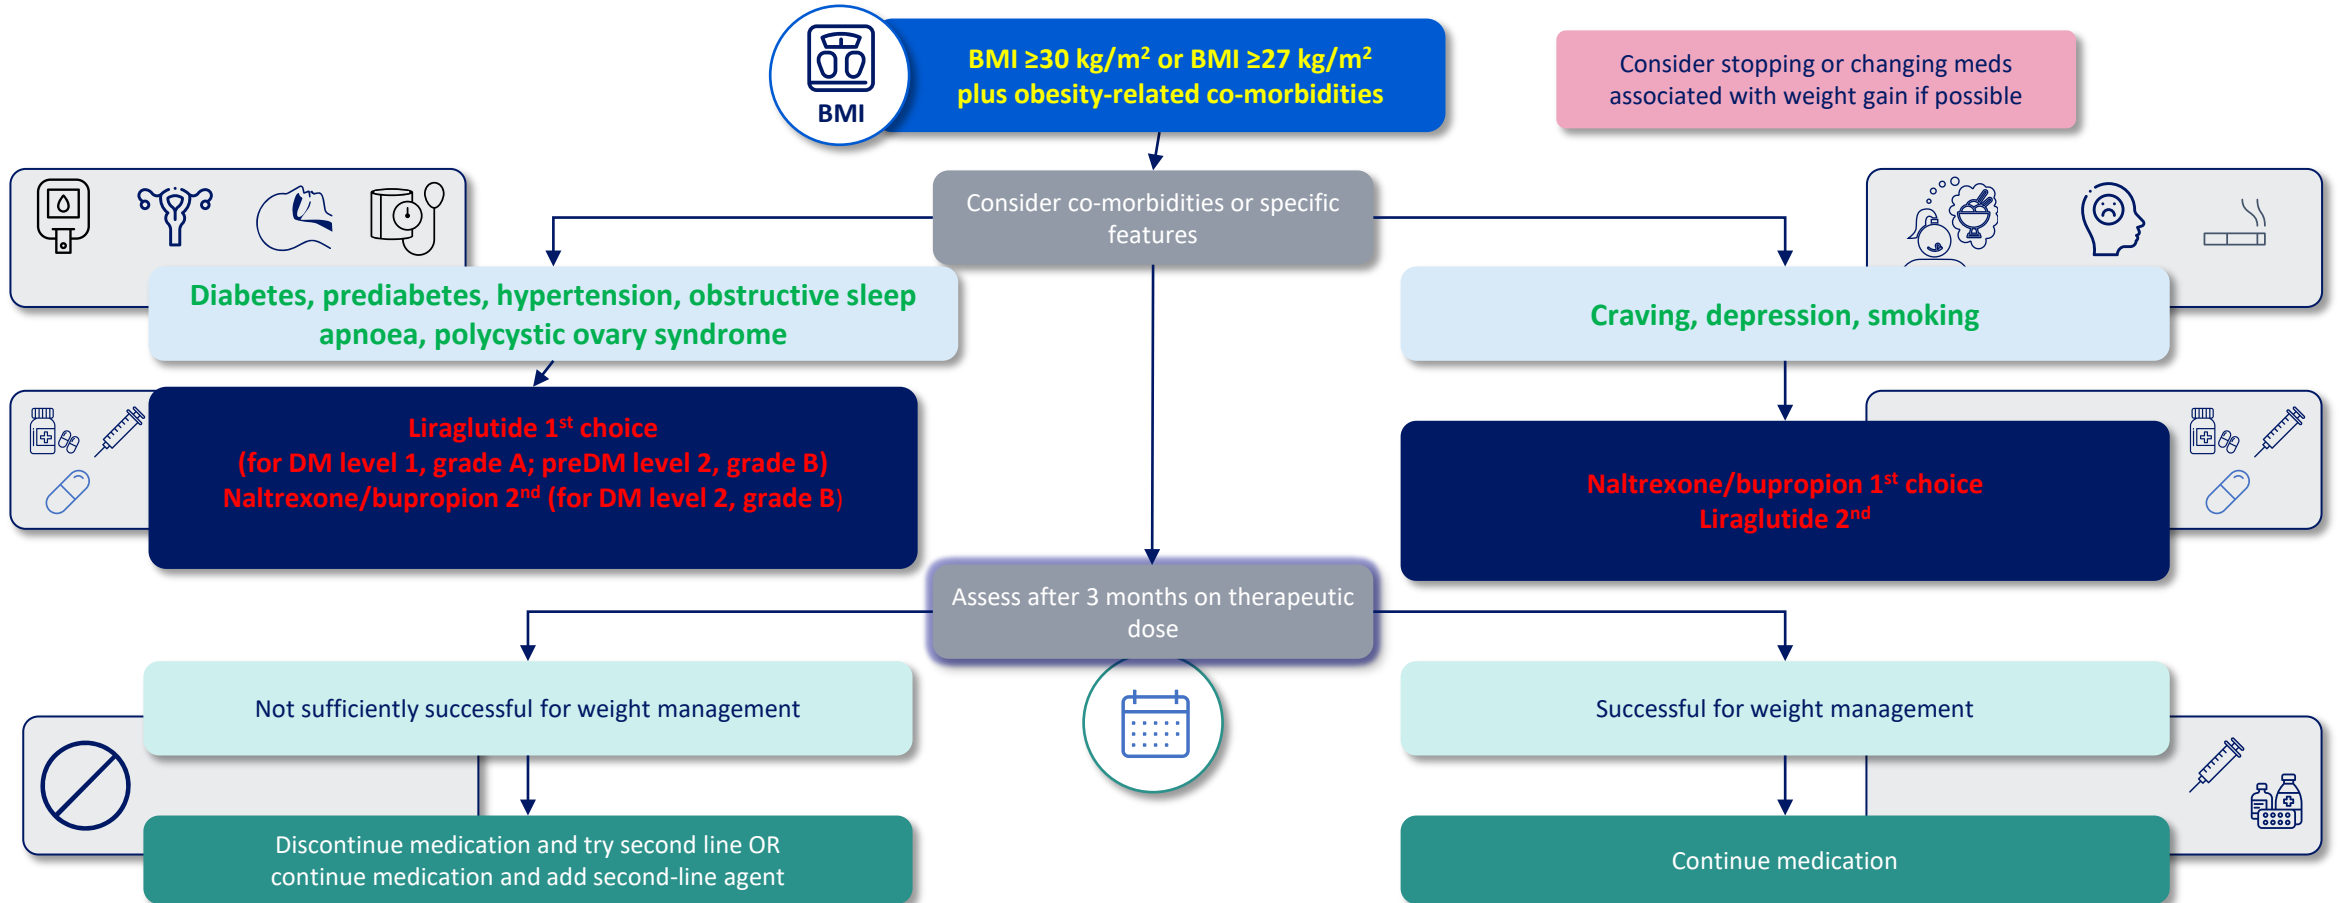 BMI
BMI ≥30 kg/m² or BMI ≥27 kg/m²
plus obesity-related co-morbidities
Consider stopping or changing meds
associated with weight gain if possible
Consider co-morbidities or specific
features
Diabetes, prediabetes, hypertension, obstructive sleep
apnoea, polycystic ovary syndrome
Craving, depression, smoking
Liraglutide 1st choice
(for DM level 1, grade A; preDM level 2, grade B)
Naltrexone/bupropion 2nd (for DM level 2, grade B)
Naltrexone/bupropion 1st choice
Liraglutide 2nd
Assess after 3 months on therapeutic
dose
Not sufficiently successful for weight management
Successful for weight management
Discontinue medication and try second line OR
continue medication and add second-line agent
Continue medication